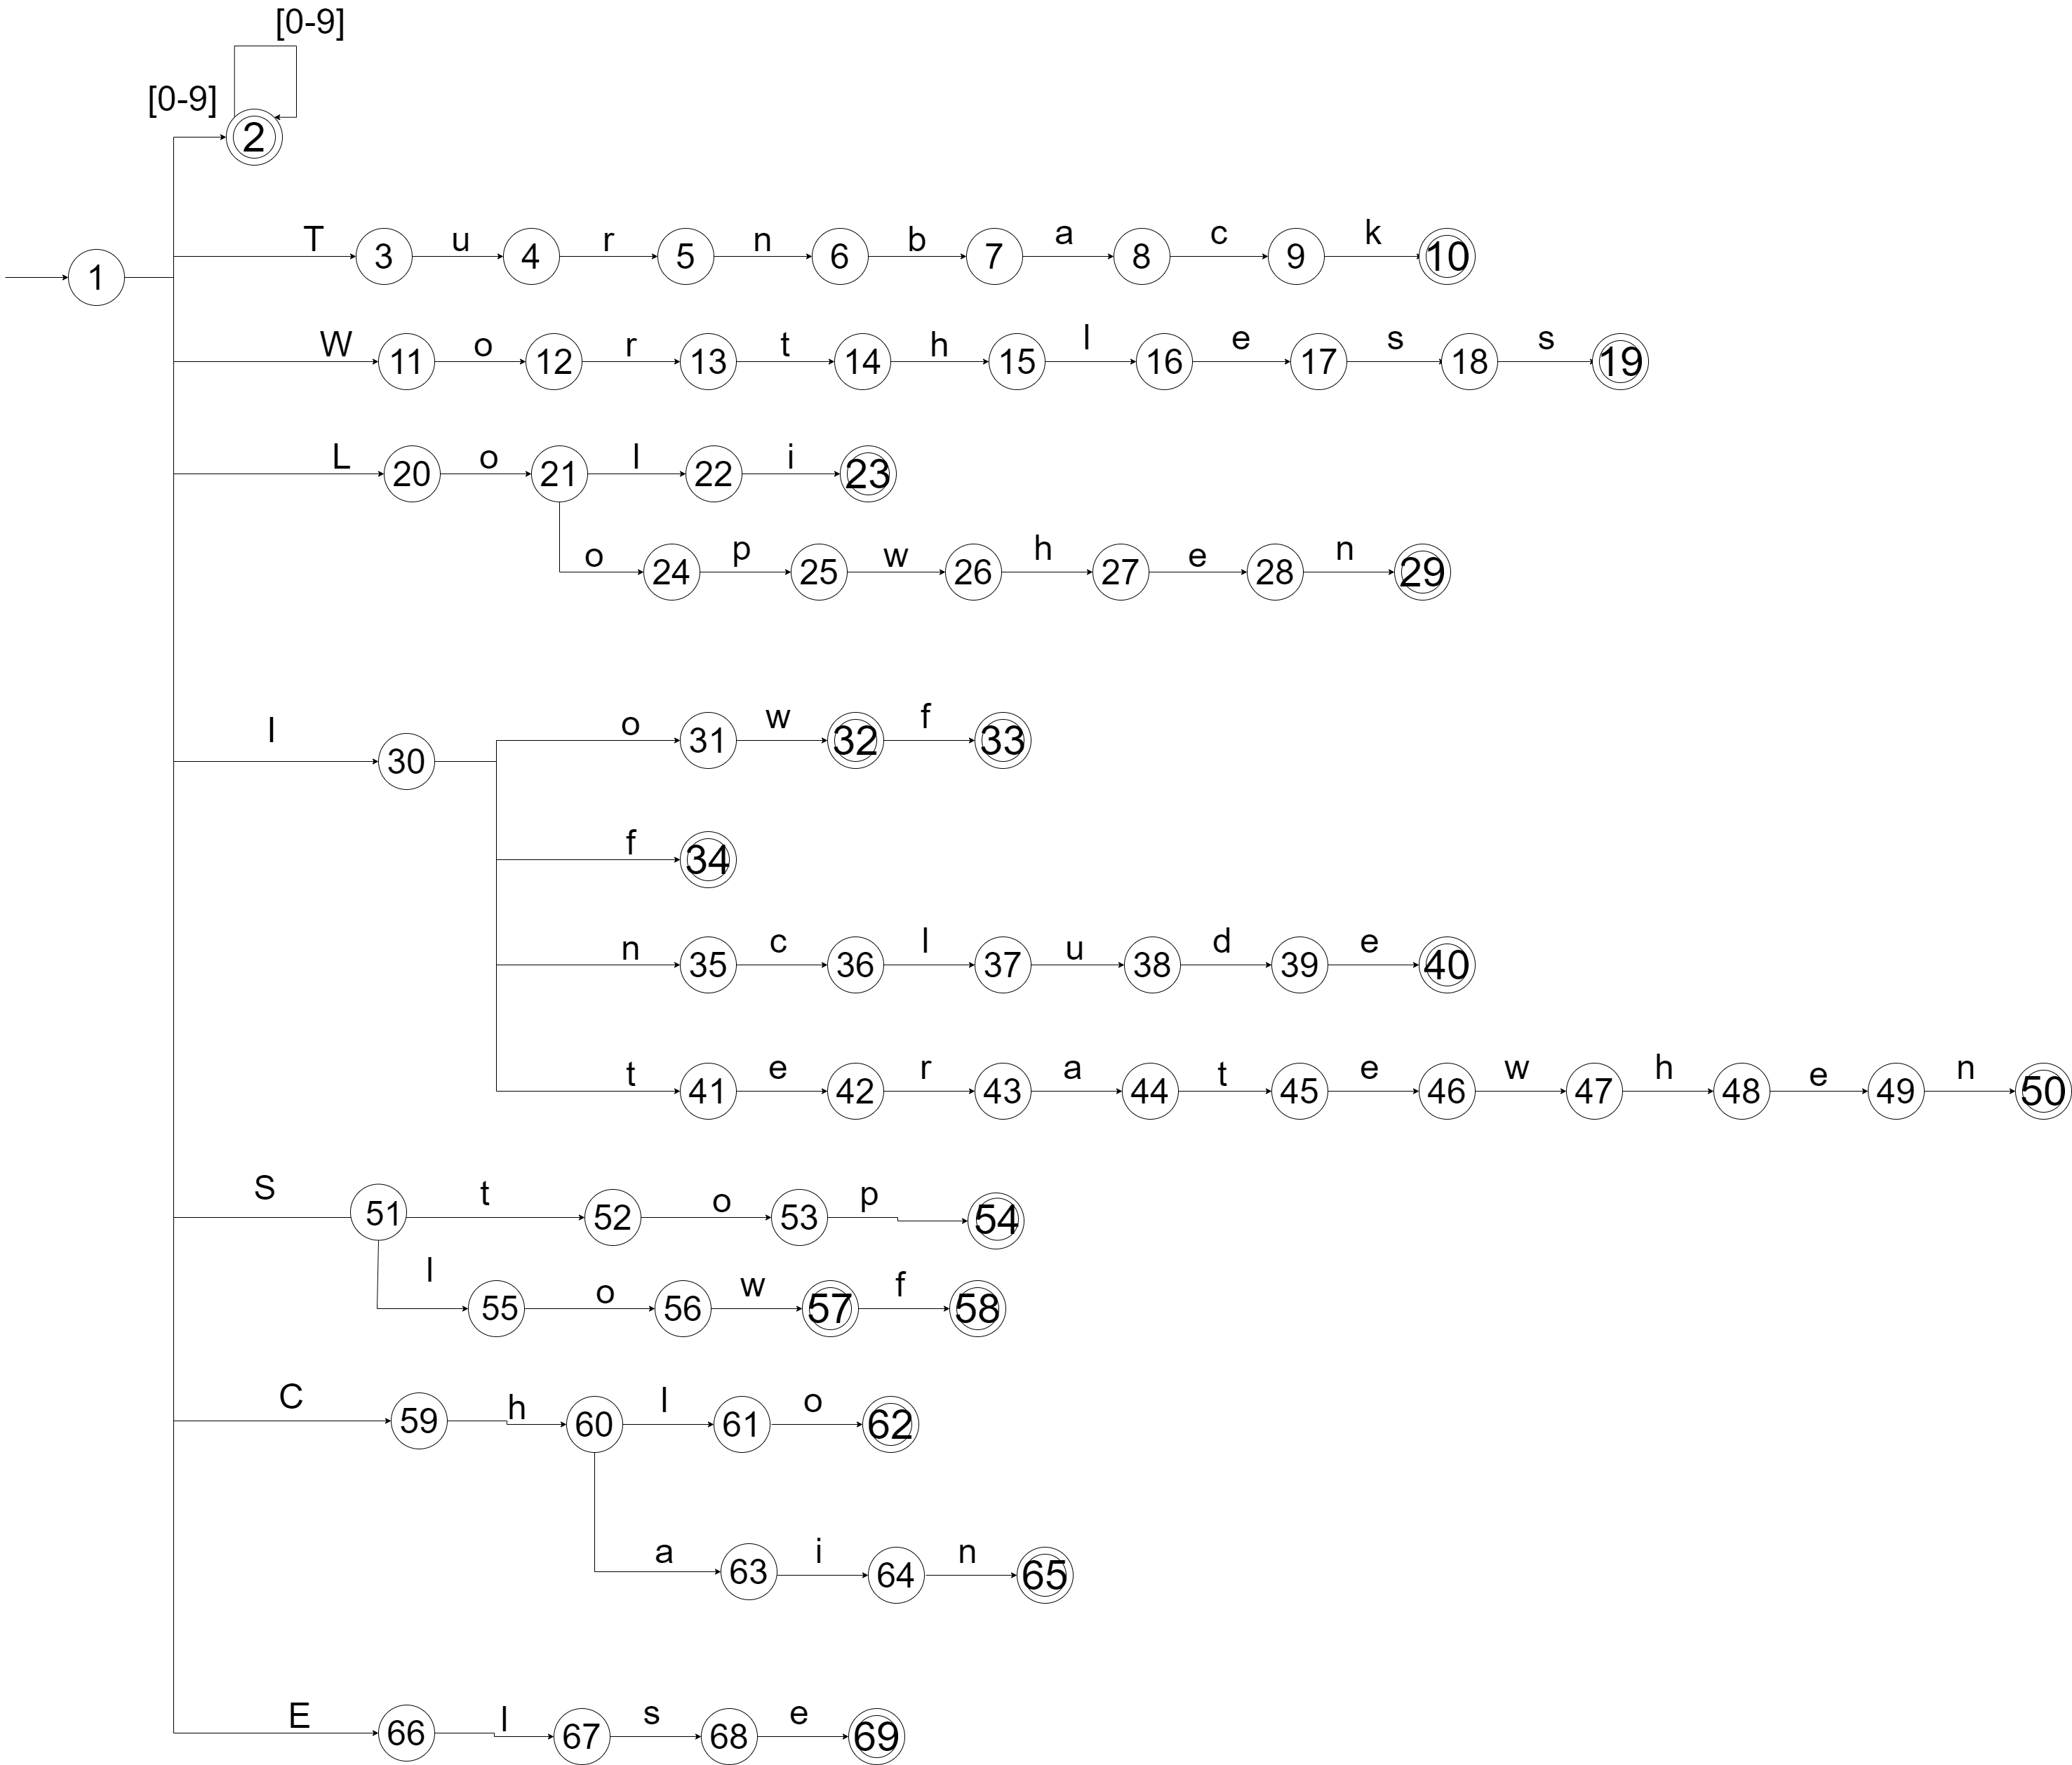 [0-9]
[0-9]
2
T 3 u 4 r 5 n 6 b 7 a 8 c 9 k 10
1
W 11 o 12 r 13 t 14 h 15 l 16 e 17 s 18 s 19
L 20 o 21 l 22 i 23
o 24 p 25 w 26 h 27 e 28 n 29
I 30
o 31 w 32 f 33
f 34
n 35 c 36 l 37 u 38 d 39 e 40
t 41 e 42 r 43 a 44 t 45 e 46 w 47 h 48 e 49 n 50
S 51 t 52 o 53 p 54
l 55 o 56 w 57 f 58
C 59 h 60 l 61 o 62
a 63 i 64 n 65
E 66 l 67 s 68 e 69